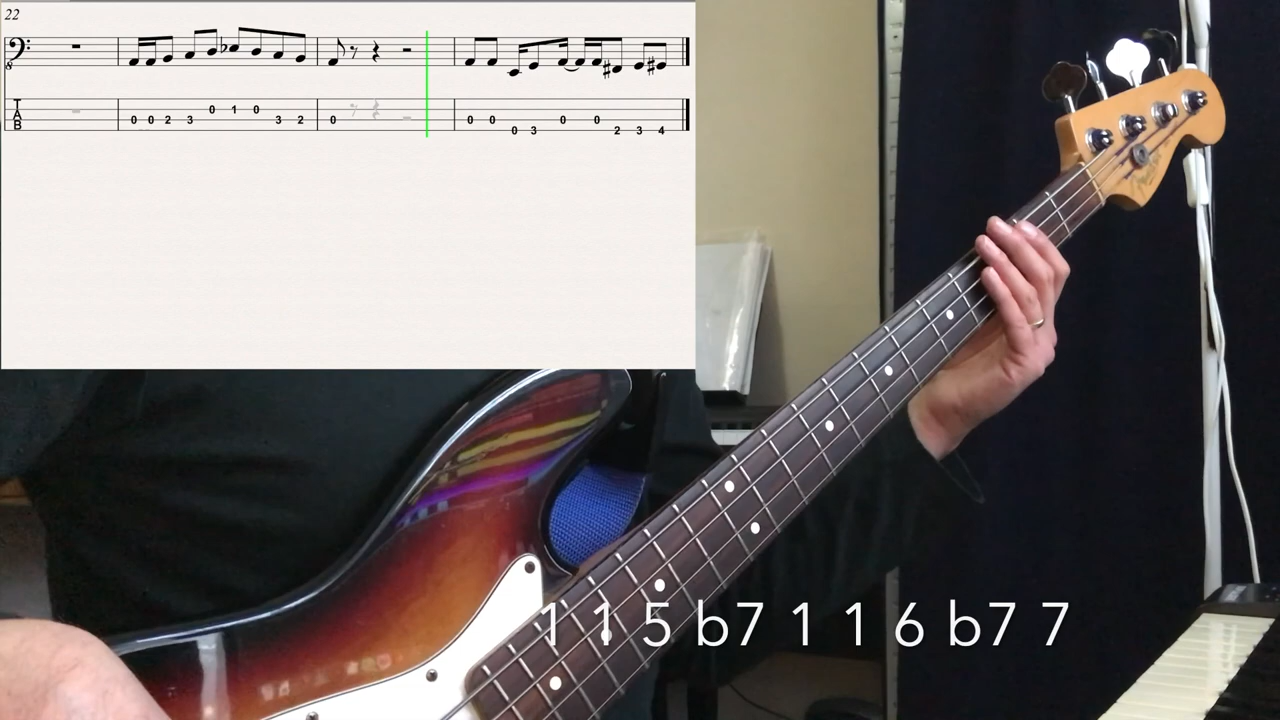 22
T
A
B
0 1 0
0 0 2 3 3 2 0 0 0 0 0
0 3 2 3 4
1 1 5 b7 1 1 6 b7 7